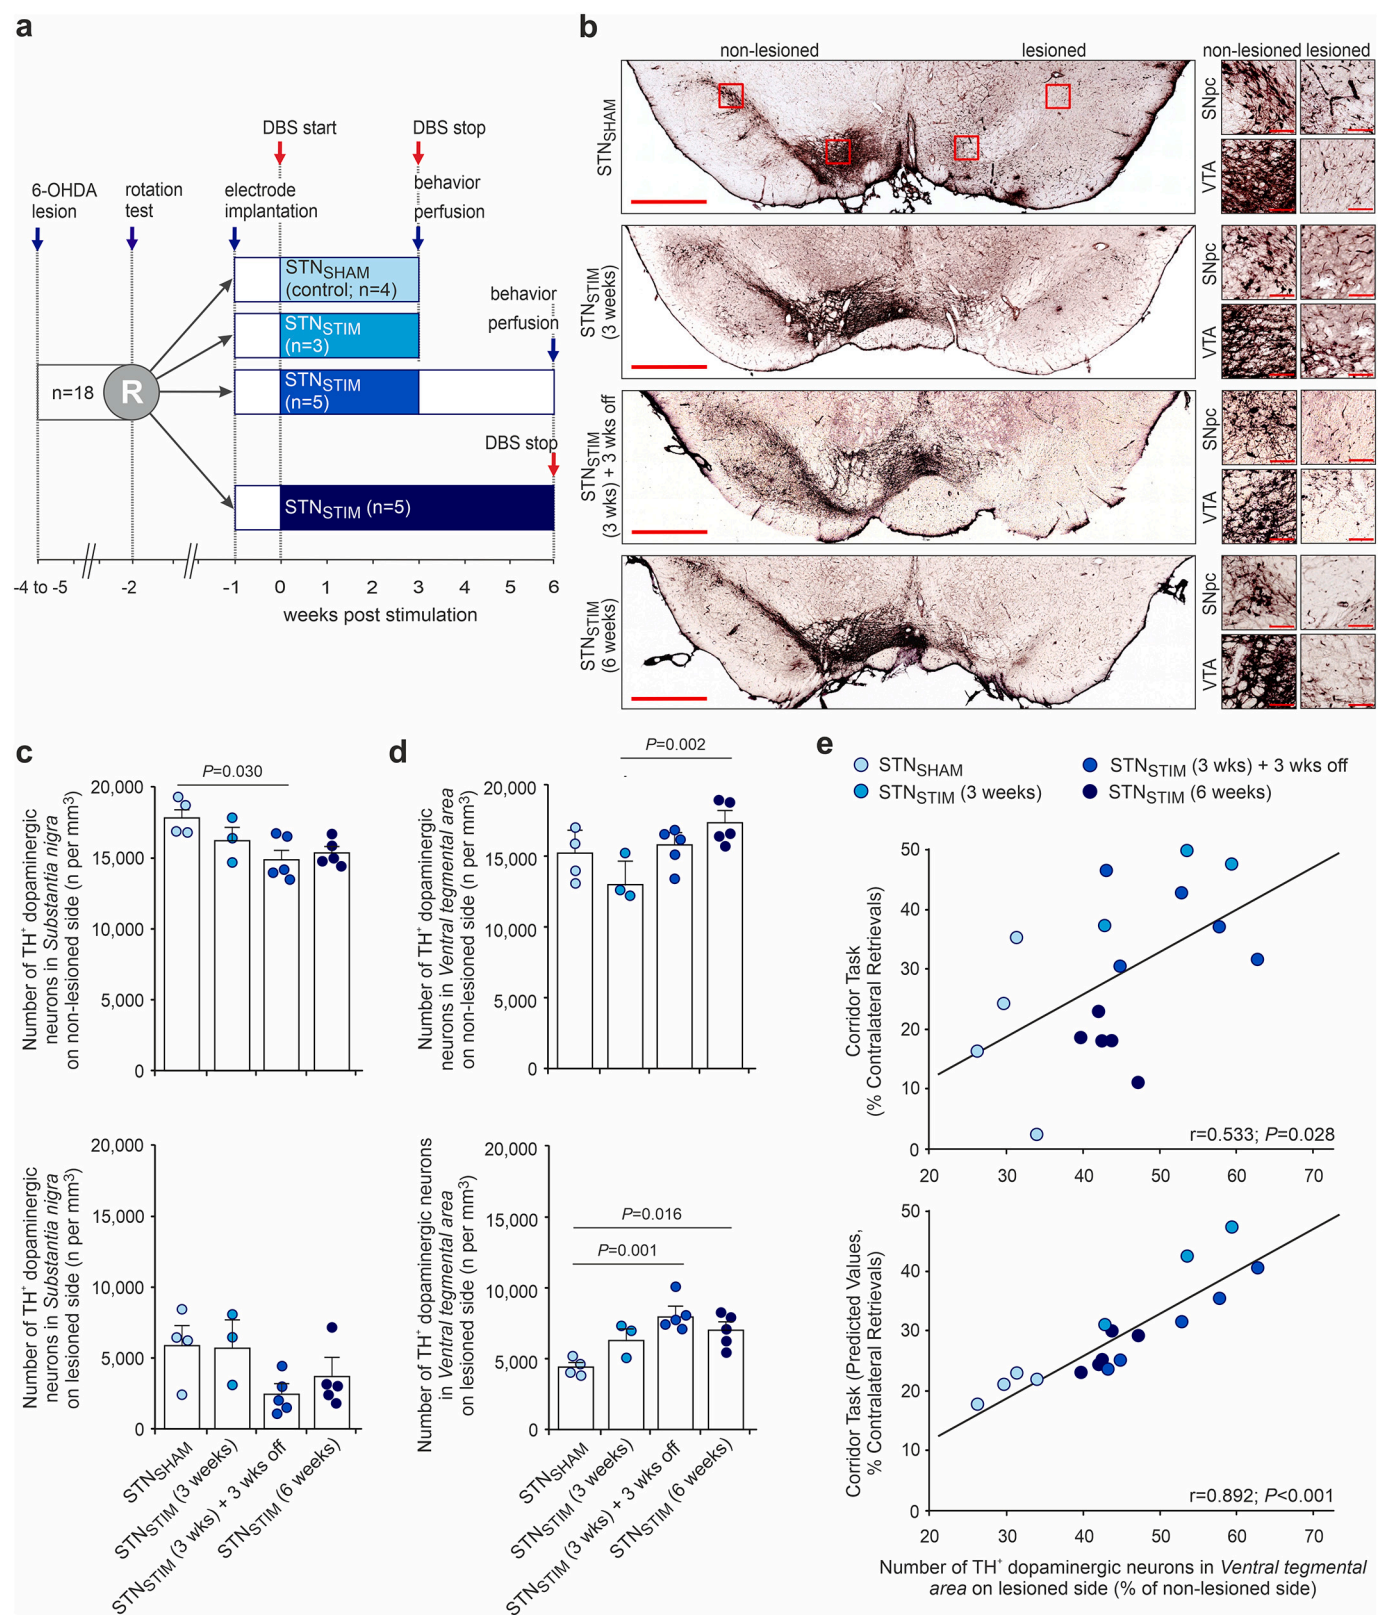 a
DBS start
DBS stop
6-OHDA
lesion
rotation
test
electrode
implantation
behavior
perfusion
STNSHAM
(control; n=4)
STNSTIM
(n=3)
STNSTIM
(n=5)
n=18
R
behavior
perfusion
DBS stop
STNSTIM (n=5)
-4 to -5
-2
-1
0
1
2
3
4
5
6
weeks post stimulation
b
non-lesioned
lesioned
non-lesioned
lesioned
STNSHAM
SNpc
VTA
STNSTIM
(3 weeks)
SNpc
VTA
STNSTIM
(3 wks) + 3 wks off
SNpc
VTA
STNSTIM
(6 weeks)
SNpc
VTA
c
Number of TH+ dopaminergic
neurons in Substantia nigra
on non-lesioned side (n per mm3)
P=0.030
20,000
15,000
10,000
5,000
0
Number of TH+ dopaminergic
neurons in Substantia nigra
on lesioned side (n per mm3)
20,000
15,000
10,000
5,000
0
STNSHAM
STNSTIM (3 weeks)
STNSTIM (3 wks) + 3 wks off
STNSTIM (6 weeks)
d
Number of TH+ dopaminergic
neurons in Ventral tegmental area
on non-lesioned side (n per mm3)
P=0.002
20,000
15,000
10,000
5,000
0
Number of TH+ dopaminergic neurons
in Ventral tegmental area
on lesioned side (n per mm3)
P=0.016
P=0.001
20,000
15,000
10,000
5,000
0
STNSHAM
STNSTIM (3 weeks)
STNSTIM (3 wks) + 3 wks off
STNSTIM (6 weeks)
e
STNSHAM
STNSTIM (3 weeks)
STNSTIM (3 wks) + 3 wks off
STNSTIM (6 weeks)
Corridor Task
(% Contralateral Retrievals)
50
40
30
20
10
0
r=0.533; P=0.028
20
30
40
50
60
70
Corridor Task (Predicted Values,
% Contralateral Retrievals)
50
40
30
20
10
0
r=0.892; P<0.001
20
30
40
50
60
70
Number of TH+ dopaminergic neurons in Ventral tegmental
area on lesioned side (% of non-lesioned side)